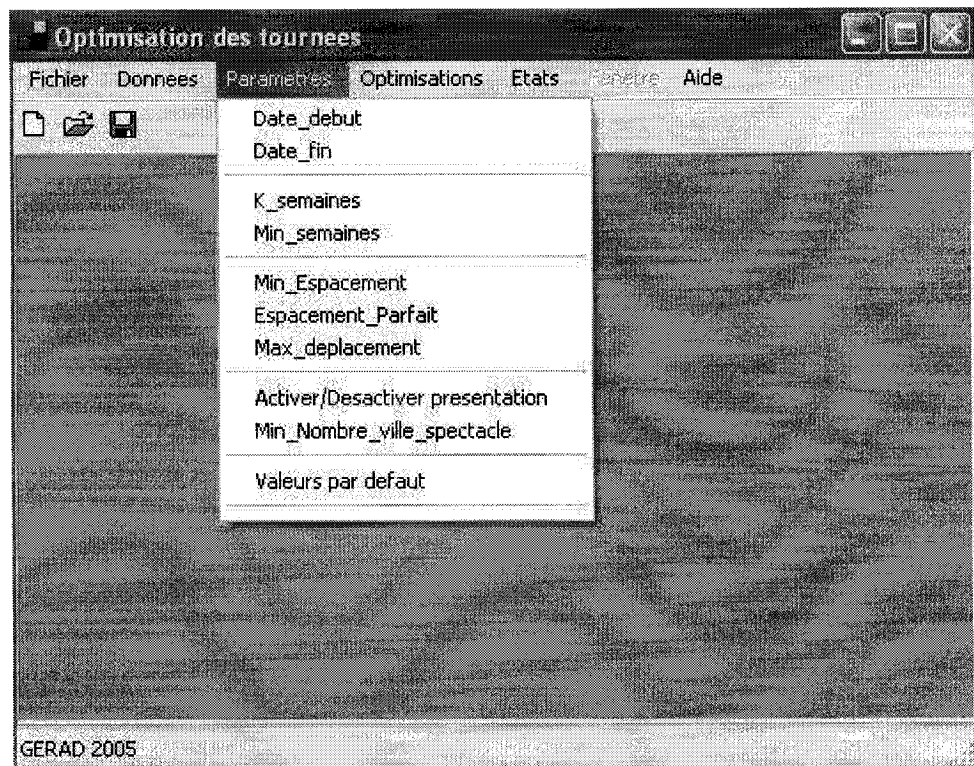 Optimisation des tournees
Fichier Donnees Parametres Optimisations Etats Fenetre Aide
Date_debut
Date_fin
K_semaines
Min_semaines
Min_Espacement
Espacement_Parfait
Max_deplacement
Activer/Desactiver presentation
Min_Nombre_ville_spectacle
Valeurs par defaut
GERAD 2005